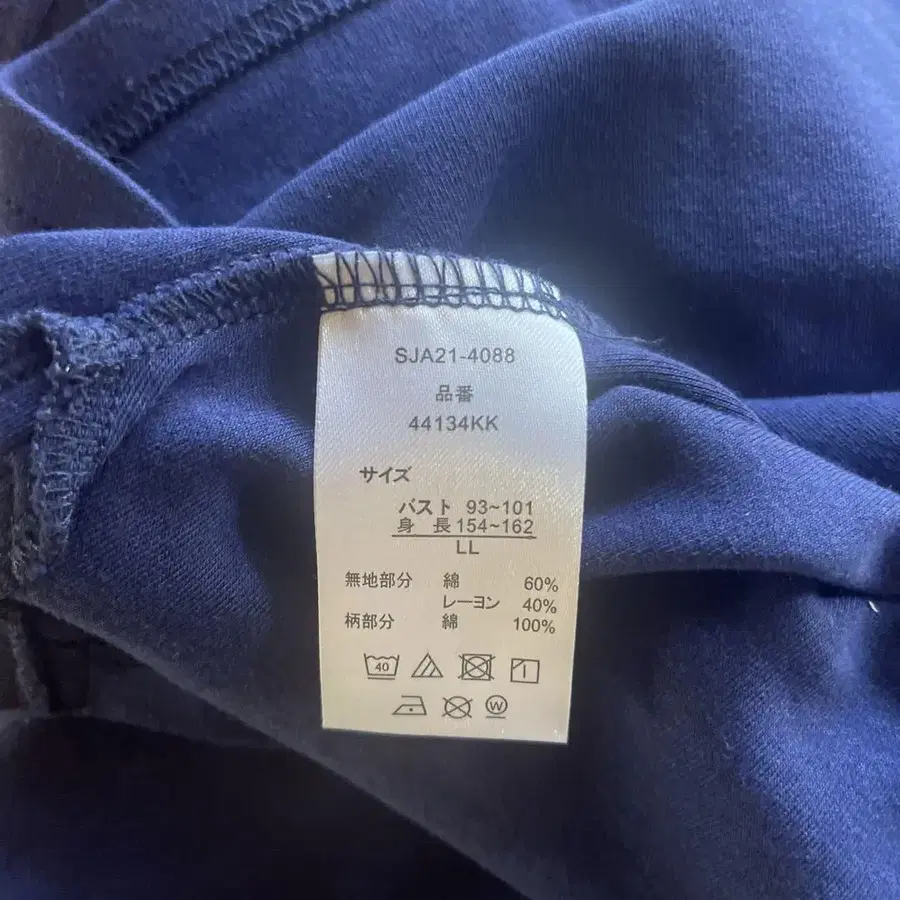 SJA21-4088
品番
44134KK
サイズ
バスト 93~101
身 長 154~162
LL
無地部分 綿 60%
レーヨン 40%
柄部分 綿 100%
40
W